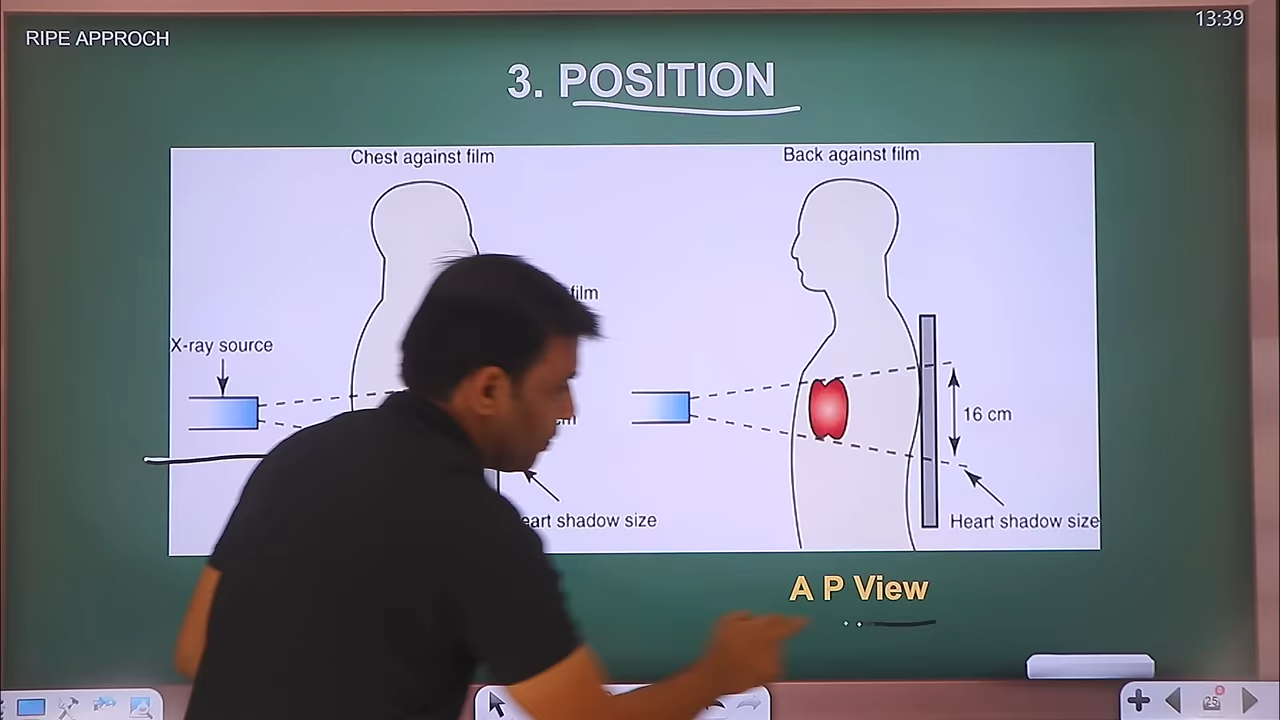 RIPE APPROCH
13:39
3. POSITION
Chest against film
Back against film
film
X-ray source
16 cm
Heart shadow size
Heart shadow size
A P View
25